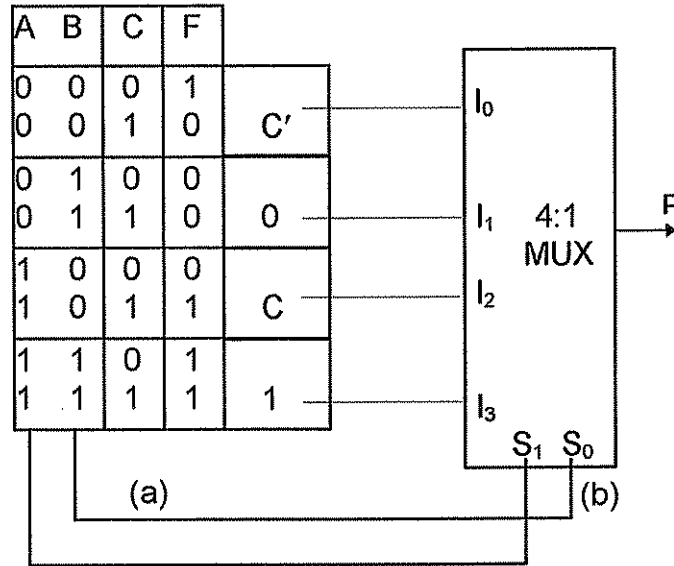 A B C F
0 0 0 1
0 0 1 0
C′
I0
0 1 0 0
0 1 1 0
0
I1
4:1
MUX
F
1 0 0 0
1 0 1 1
C
I2
1 1 0 1
1 1 1 1
1
I3
S1 S0
(a)
(b)